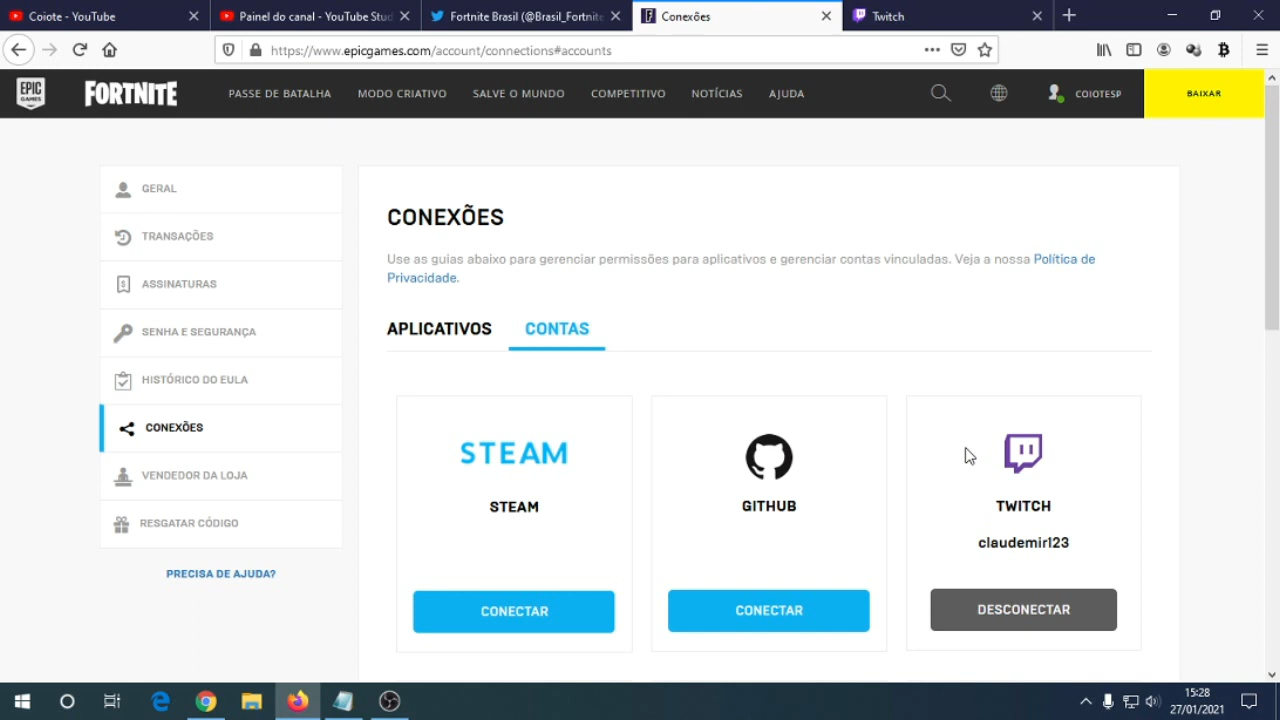 Coiote - YouTube
Painel do canal - YouTube Stud
Fortnite Brasil (@Brasil_Fortnite
Conexões
Twitch
https://www.epicgames.com/account/connections#accounts
EPIC GAMES
FORTNITE
PASSE DE BATALHA
MODO CRIATIVO
SALVE O MUNDO
COMPETITIVO
NOTÍCIAS
AJUDA
COIOTESP
BAIXAR
GERAL
TRANSAÇÕES
ASSINATURAS
SENHA E SEGURANÇA
HISTÓRICO DO EULA
CONEXÕES
VENDEDOR DA LOJA
RESGATAR CÓDIGO
PRECISA DE AJUDA?
CONEXÕES
Use as guias abaixo para gerenciar permissões para aplicativos e gerenciar contas vinculadas. Veja a nossa Política de
Privacidade.
APLICATIVOS
CONTAS
STEAM
STEAM
CONECTAR
GITHUB
CONECTAR
TWITCH
claudemir123
DESCONECTAR
15:28
27/01/2021